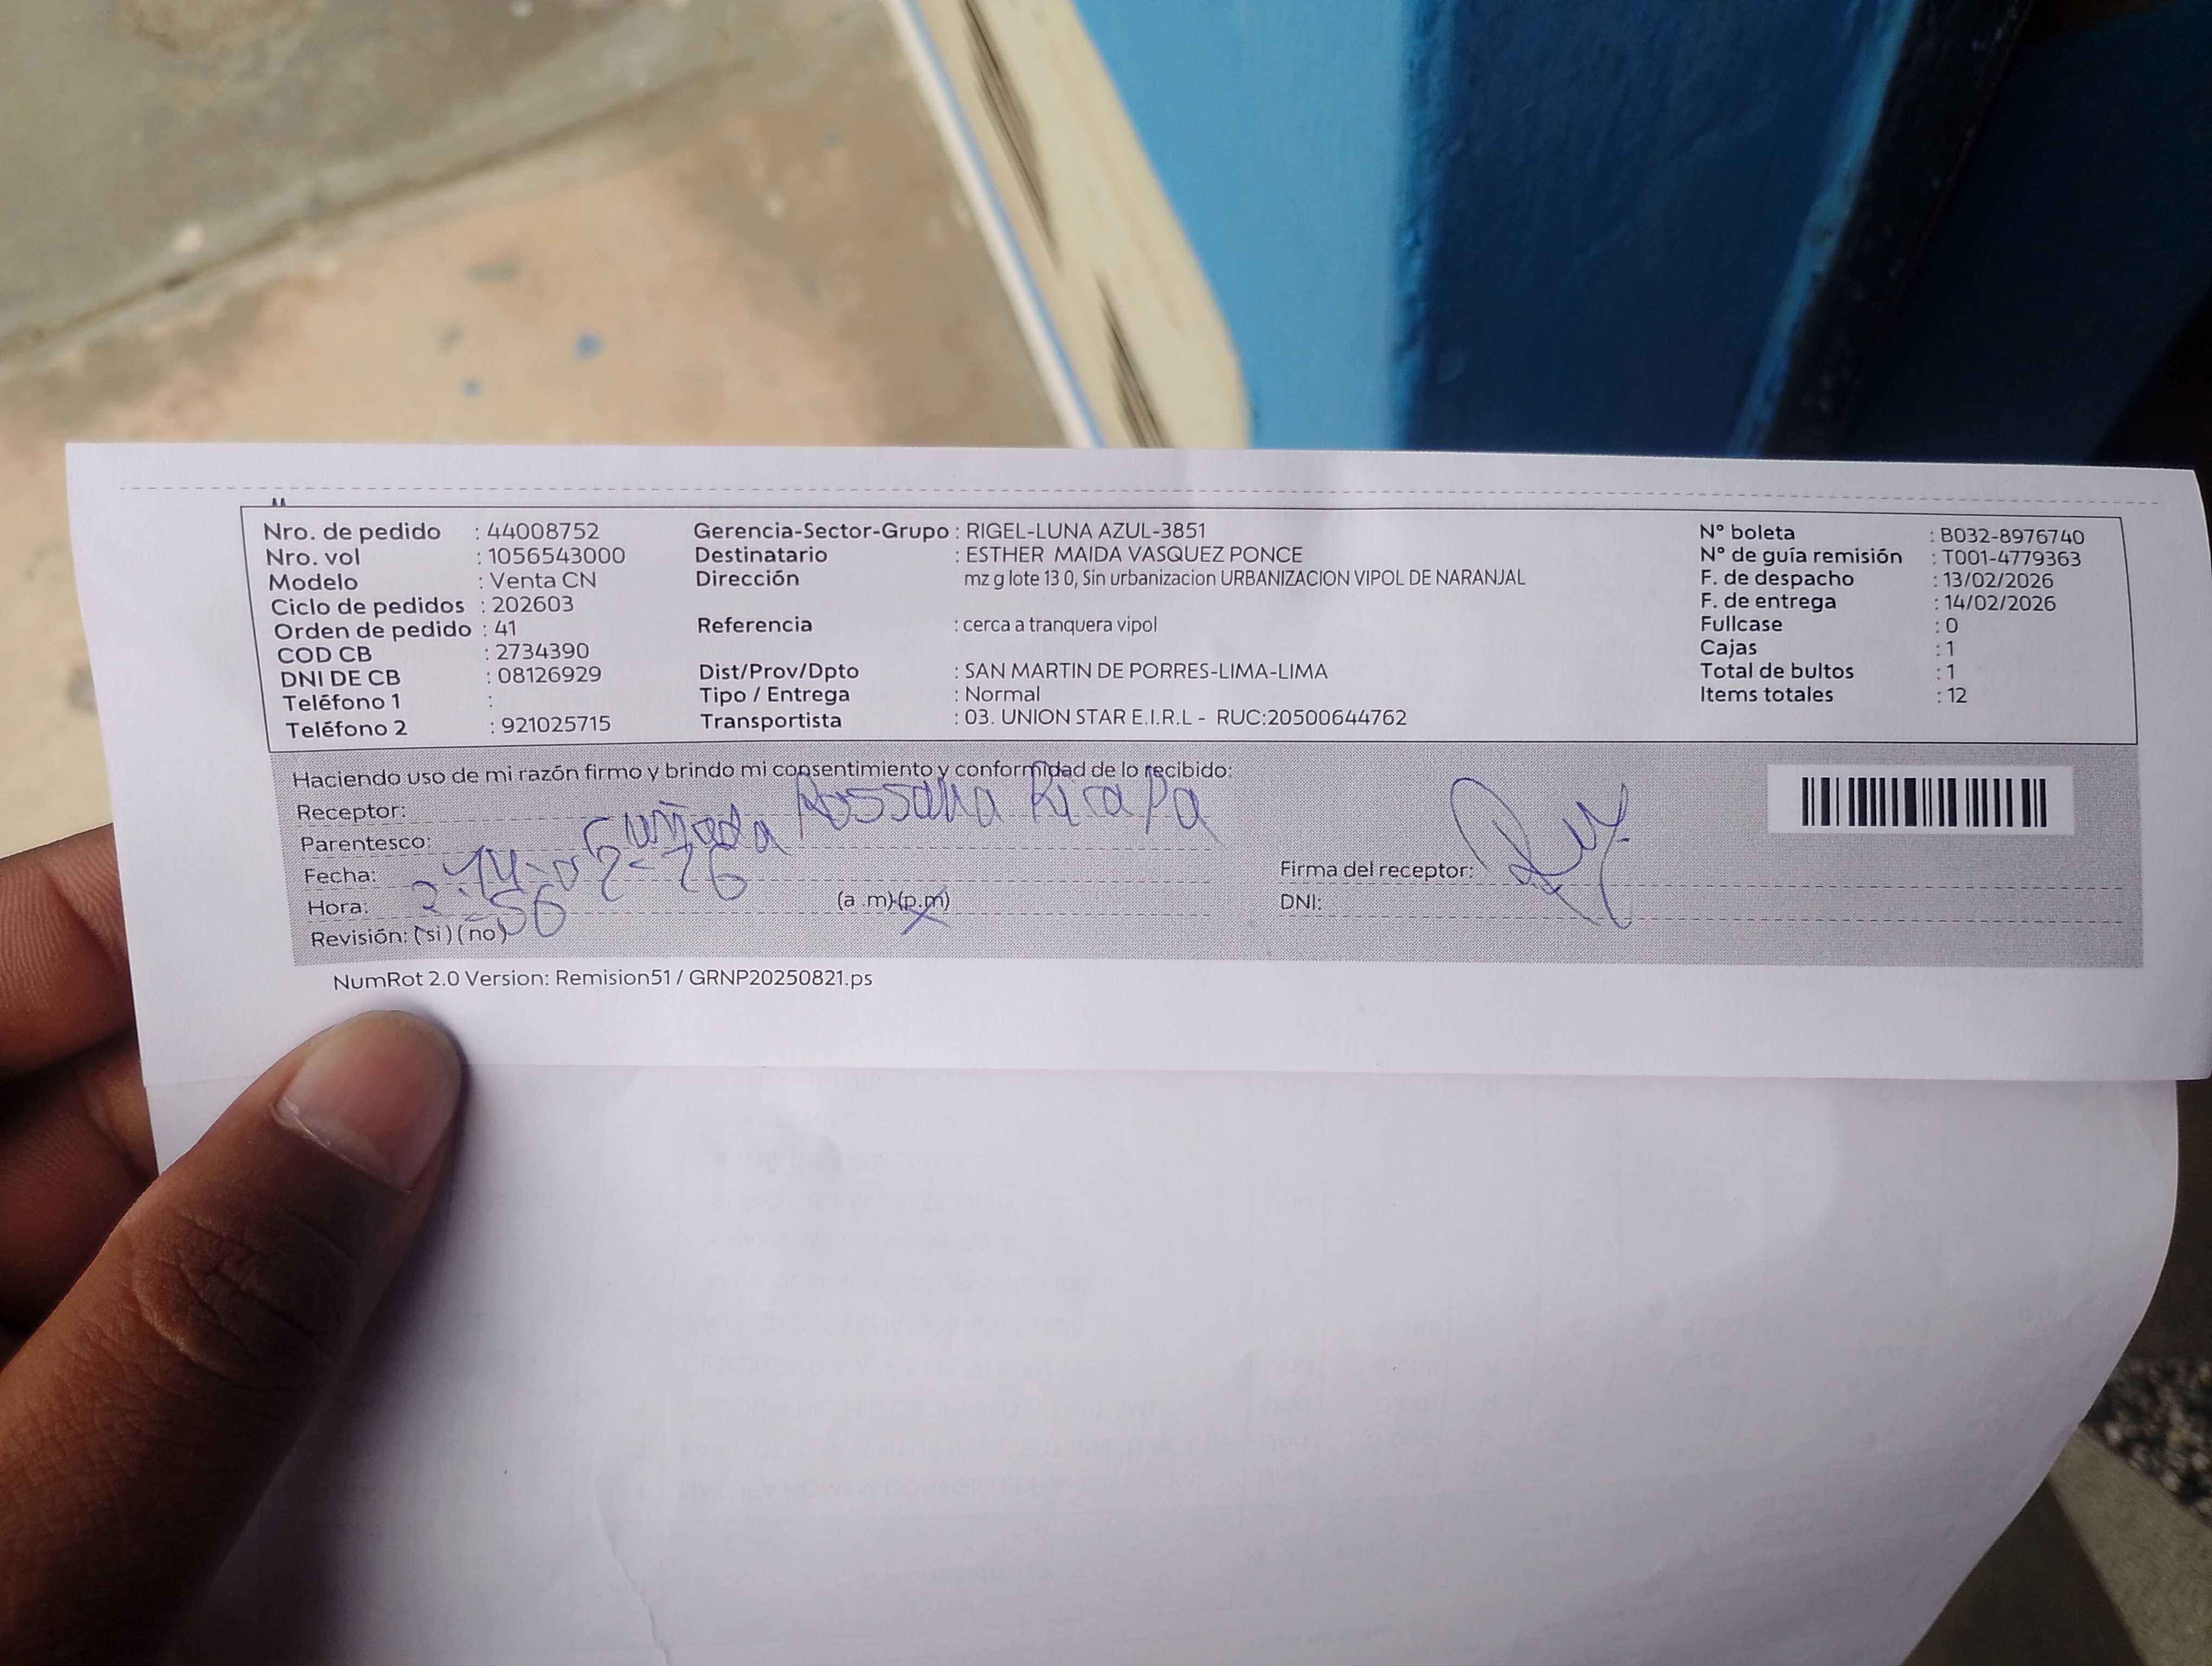 Nro. de pedido : 44008752
Nro. vol : 1056543000
Modelo : Venta CN
Ciclo de pedidos : 202603
Orden de pedido : 41
COD CB : 2734390
DNI DE CB : 08126929
Teléfono 1 :
Teléfono 2 : 921025715
Gerencia-Sector-Grupo : RIGEL-LUNA AZUL-3851
Destinatario : ESTHER MAIDA VASQUEZ PONCE
Dirección mz g lote 13 0, Sin urbanizacion URBANIZACION VIPOL DE NARANJAL
Referencia : cerca a tranquera vipol
Dist/Prov/Dpto : SAN MARTIN DE PORRES-LIMA-LIMA
Tipo / Entrega : Normal
Transportista : 03. UNION STAR E.I.R.L - RUC:20500644762
N° boleta : B032-8976740
N° de guía remisión : T001-4779363
F. de despacho : 13/02/2026
F. de entrega : 14/02/2026
Fullcase : 0
Cajas : 1
Total de bultos : 1
Items totales : 12
Haciendo uso de mi razón firmo y brindo mi consentimiento y conformidad de lo recibido:
Receptor: Rossana Ricapa
Parentesco: Cuñada
Fecha: 14-02-26
Hora: 2:56 (a .m)-(p.m)
Revisión: (si) (no)
Firma del receptor:
DNI:
NumRot 2.0 Version: Remision51 / GRNP20250821.ps